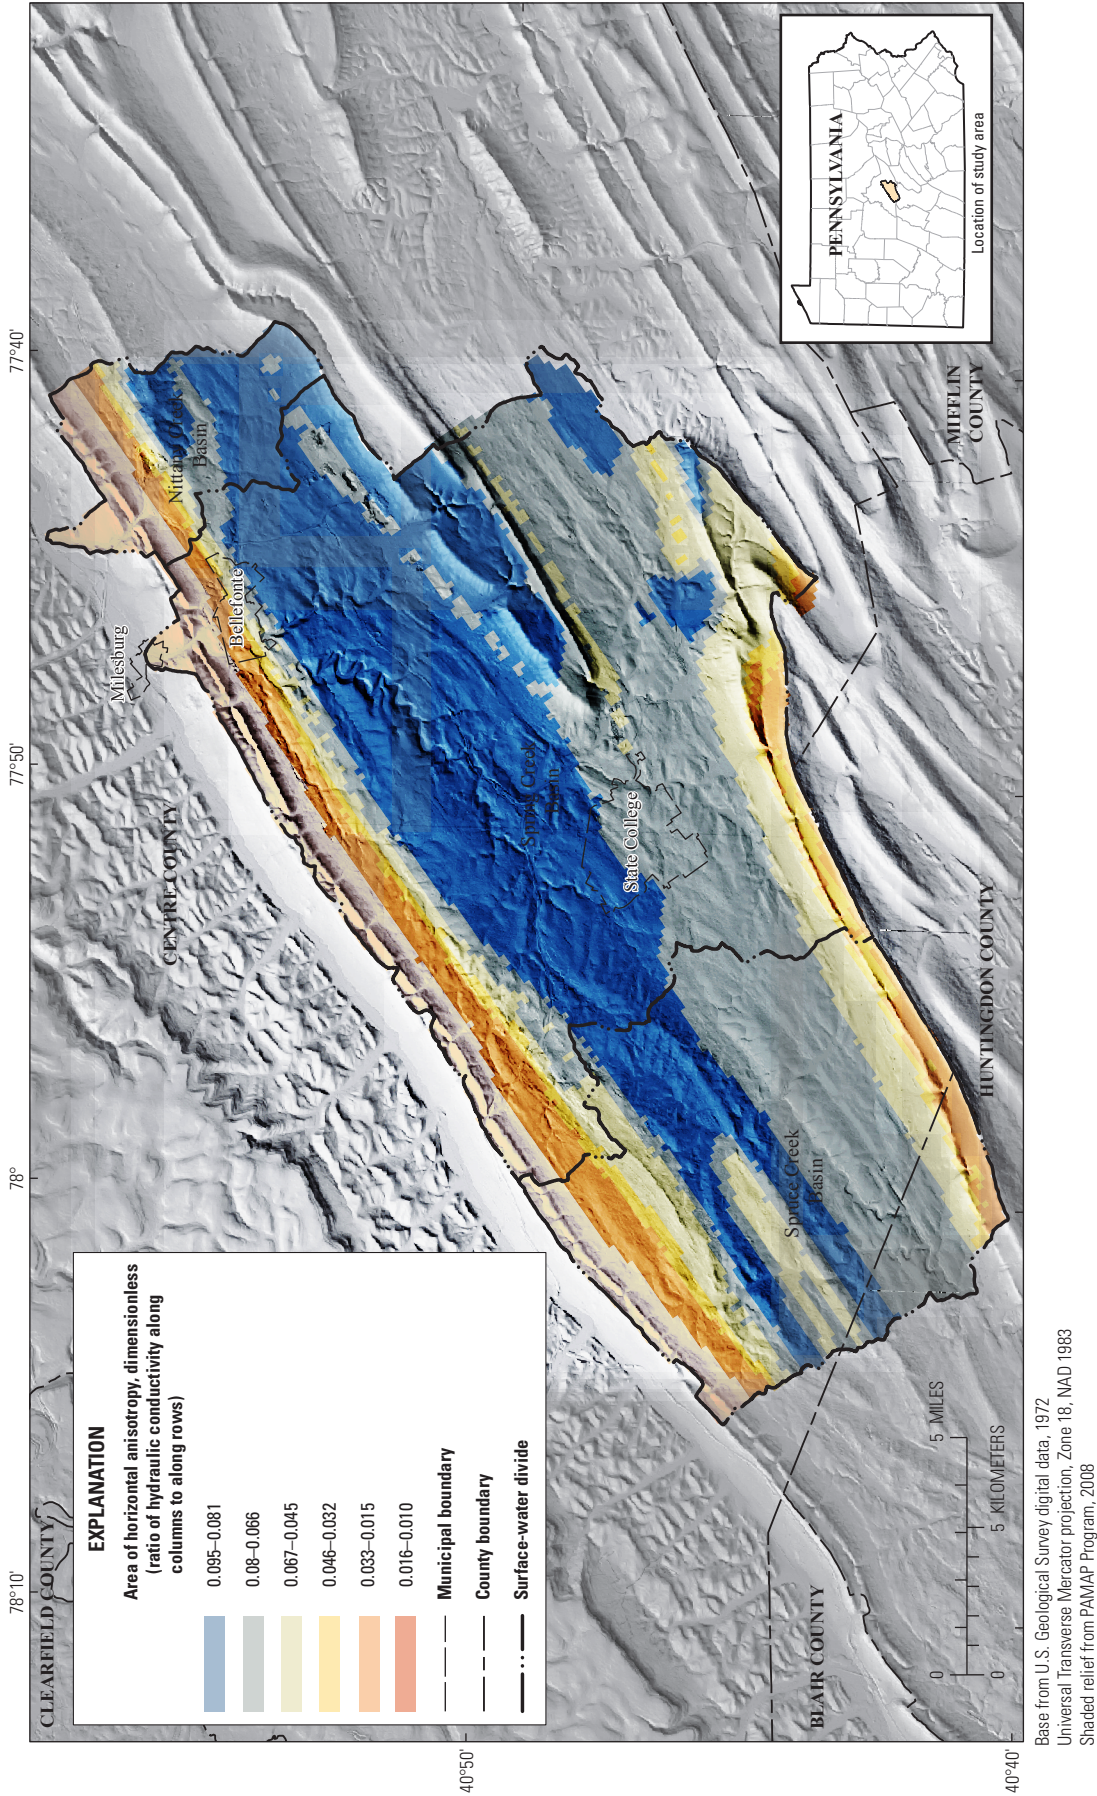 CLEARFIELD COUNTY
CENTRE COUNTY
Milesburg
Bellefonte
Nittany Creek
Basin
Spring Creek
Basin
State College
Spruce Creek
Basin
HUNTINGDON COUNTY
MIFFLIN
COUNTY
BLAIR COUNTY
78°10'
78°
77°50'
77°40'
40°50'
40°40'
EXPLANATION
Area of horizontal anisotropy, dimensionless
(ratio of hydraulic conductivity along
columns to along rows)
0.095–0.081
0.08–0.066
0.067–0.045
0.046–0.032
0.033–0.015
0.016–0.010
Municipal boundary
County boundary
Surface-water divide
PENNSYLVANIA
Location of study area
0 5 MILES
0 5 KILOMETERS
Base from U.S. Geological Survey digital data, 1972
Universal Transverse Mercator projection, Zone 18, NAD 1983
Shaded relief from PAMAP Program, 2008